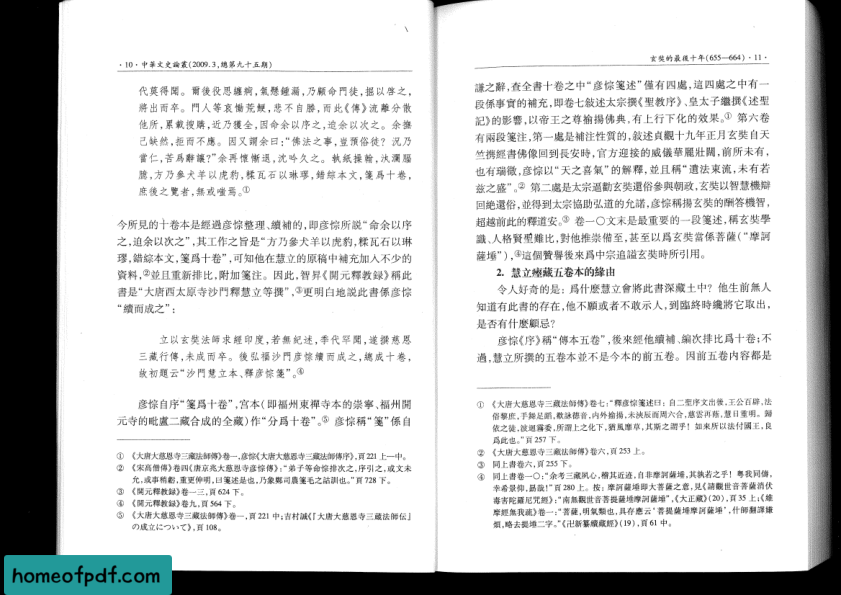 ·10·中華文史論叢(2009.3,總第九十五期)
代莫得聞。爾後役思纏痾,氣懸鍾漏,乃顧命門徒,掘以啓之,
將出而卒。門人等哀慟荒鯁,悲不自勝,而此《傳》流離分散
他所,累載搜購,近乃獲全,因命余以序之,迫余以次之。余撫
己缺然,拒而不應。因又謂余曰:“佛法之事,豈預俗徒?況乃
當仁,苦爲辭讓?”余再懷慚退,沈吟久之。執紙操翰,汍瀾腷
臆,方乃參犬羊以虎豹,糅瓦石以琳璆,錯綜本文,箋爲十卷,
庶後之覽者,無或嗤焉。①
今所見的十卷本是經過彦悰整理、續補的,即彦悰所説“命余以序
之,迫余以次之”,其工作之旨是“方乃參犬羊以虎豹,糅瓦石以琳
璆,錯綜本文,箋爲十卷”,可知他在慧立的原稿中補充加入不少的
資料,②並且重新排比,附加箋注。因此,智昇《開元釋教録》稱此
書是“大唐西太原寺沙門釋慧立等撰”,③更明白地説此書係彦悰
“續而成之”:
立以玄奘法師求經印度,若無紀述,季代罕聞,遂撰慈恩
三藏行傳,未成而卒。後弘福沙門彦悰續而成之,總成十卷,
故初題云“沙門慧立本、釋彦悰箋”。④
彦悰自序“箋爲十卷”,宮本(即福州東禪寺本的崇寧、福州開
元寺的毗盧二藏合成的全藏)作“分爲十卷”。⑤ 彦悰稱“箋”係自
① 《大唐大慈恩寺三藏法師傳》卷一,彦悰《大唐大慈恩寺三藏法師傳序》,頁221上—中。
② 《宋高僧傳》卷四《唐京兆大慈恩寺彦悰傳》:“弟子等命悰排次之,序引之,或文未
允,或事稍虧,重更伸明,曰箋述是也,乃象鄭司農箋毛之詁訓也。”頁728下。
③ 《開元釋教録》卷一三,頁624下。
④ 《開元釋教録》卷九,頁564下。
⑤ 《大唐大慈恩寺三藏法師傳》卷一,頁221中;吉村誠《『大唐大慈恩寺三藏法師伝』
の成立について》,頁108。
玄奘的最後十年(655—664)·11·
謙之辭,查全書十卷之中“彦悰箋述”僅有四處,這四處之中有一
段係事實的補充,即卷七敍述太宗撰《聖教序》、皇太子繼撰《述聖
記》的影響,以帝王之尊揄揚佛典,有上行下化的效果。① 第六卷
有兩段箋注,第一處是補注性質的,敍述貞觀十九年正月玄奘自天
竺攜經書佛像回到長安時,官方迎接的威儀華麗壯闊,前所未有,
也有瑞徵,彦悰以“天之喜氣”的解釋,並且稱“遺法東流,未有若
兹之盛”。② 第二處是太宗逼勸玄奘還俗參與朝政,玄奘以智慧機辯
回絶還俗,並得到太宗協助弘道的允諾,彦悰稱揚玄奘的酬答機智,
超越前此的釋道安。③ 卷一〇文末是最重要的一段箋述,稱玄奘學
識、人格賢聖難比,對他推崇備至,甚至以爲玄奘當係菩薩(“摩訶
薩埵”),④這個贊譽後來爲中宗追謚玄奘時所引用。
2. 慧立瘞藏五卷本的緣由
令人好奇的是:爲什麼慧立會將此書深藏土中?他生前無人
知道有此書的存在,他不願或者不敢示人,到臨終時纔將它取出,
是否有什麼顧忌?
彦悰《序》稱“傳本五卷”,後來經他續補、編次排比爲十卷;不
過,慧立所撰的五卷本並不是今本的前五卷。因前五卷内容都是
① 《大唐大慈恩寺三藏法師傳》卷七:“釋彦悰箋述曰:自二聖序文出後,王公百辟,法
俗黎庶,手舞足蹈,歡詠德音,内外揄揚,未浹辰而周六合,慈雲再蔭,慧日重明。歸
依之徒,波迴霧委,所謂上之化下,猶風靡草,其斯之謂乎!如來所以法付國王,良
爲此也。”頁257下。
② 《大唐大慈恩寺三藏法師傳》卷六,頁253上。
③ 同上書卷六,頁255下。
④ 同上書卷一〇:“余考三藏夙心,稽其近迹,自非摩訶薩埵,其孰若之乎!粤我同儔,
幸希景仰,勗哉!”頁280上。按:摩訶薩埵即大菩薩之意,見《請觀世音菩薩消伏
毒害陀羅尼咒經》:“南無觀世音菩提薩埵摩訶薩埵”,《大正藏》(20),頁35上;《維
摩經無我疏》卷一:“菩薩,明氣類也,具存應云‘菩提薩埵摩訶薩埵’,什師翻譯嫌
煩,略去提埵二字。”《卍新纂續藏經》(19),頁61中。
homeofpdf.com